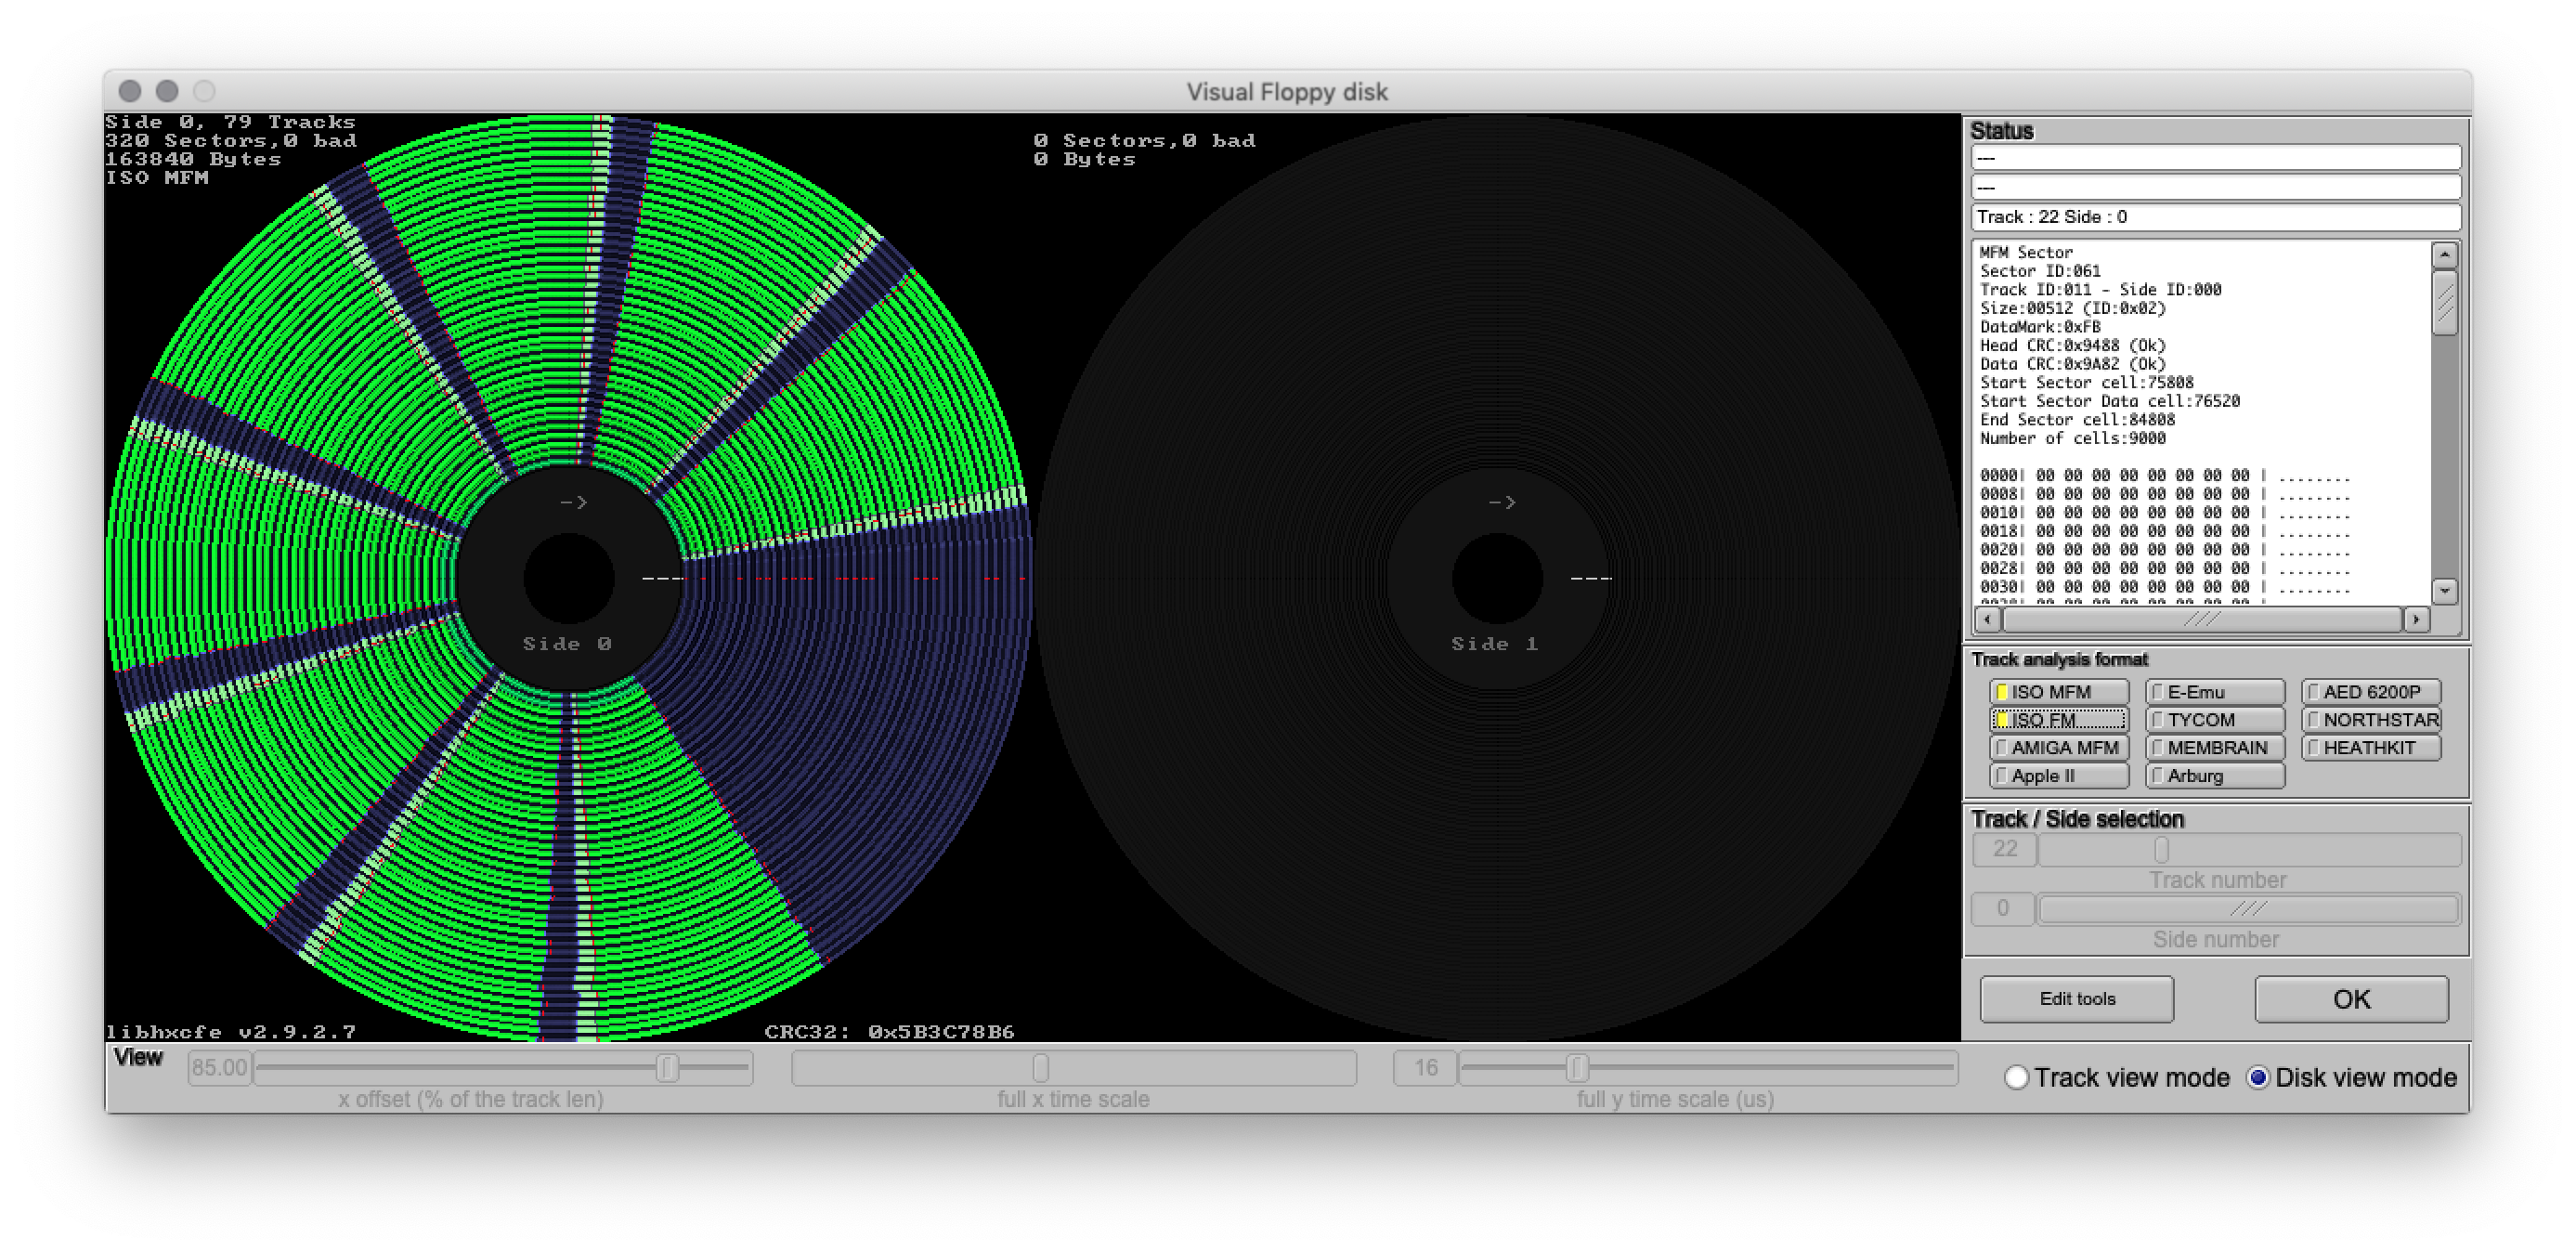 Visual Floppy disk
Side 0, 79 Tracks
320 Sectors,0 bad
163840 Bytes
ISO MFM
->
Side 0
libhxcfe v2.9.2.7
CRC32: 0x5B3C78B6
0 Sectors,0 bad
0 Bytes
->
Side 1
Status
---
---
Track : 22 Side : 0
MFM Sector
Sector ID:061
Track ID:011 - Side ID:000
Size:00512 (ID:0x02)
DataMark:0xFB
Head CRC:0x9488 (Ok)
Data CRC:0x9A82 (Ok)
Start Sector cell:75808
Start Sector Data cell:76520
End Sector cell:84808
Number of cells:9000
0000| 00 00 00 00 00 00 00 00 | ........
0008| 00 00 00 00 00 00 00 00 | ........
0010| 00 00 00 00 00 00 00 00 | ........
0018| 00 00 00 00 00 00 00 00 | ........
0020| 00 00 00 00 00 00 00 00 | ........
0028| 00 00 00 00 00 00 00 00 | ........
0030| 00 00 00 00 00 00 00 00 | ........
Track analysis format
ISO MFM E-Emu AED 6200P
ISO FM TYCOM NORTHSTAR
AMIGA MFM MEMBRAIN HEATHKIT
Apple II Arburg
Track / Side selection
22
Track number
0
Side number
Edit tools OK
View
85.00
x offset (% of the track len)
full x time scale
16
full y time scale (us)
Track view mode Disk view mode